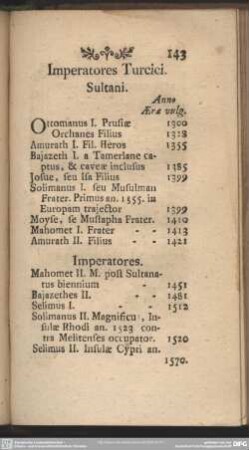 143
Imperatores Turcici.
Sultani.
Anno
Æræ vulg.
Ottomanus I. Prusiæ 1300
Orchanes Filius 1328
Amurath I. Fil. Heros 1355
Bajazeth I. a Tamerlane ca-
ptus, & caveæ inclusus 1385
Josue, seu Isa Filius 1399
Solimanus I. seu Musulman
Frater. Primus an. 1355. in
Europam trajector 1399
Moyse, se Mustapha Frater. 1410
Mahomet I. Frater - - 1413
Amurath II. Filius - - 1421
Imperatores.
Mahomet II. M. post Sultana-
tus biennium - 1451
Bajazethes II. - - 1481
Selimus I. - - 1512
Solimanus II. Magnificus, In-
sulæ Rhodi an. 1523 con-
tra Melitenses occupator. 1520
Selimus II. Insulæ Cypri an.
1570.